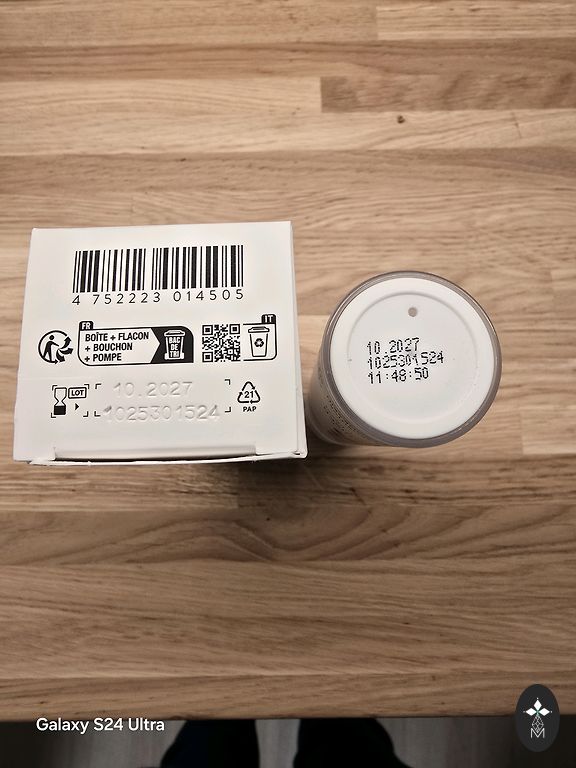 4 752223 014505
FR
BOÎTE + FLACON
+ BOUCHON
+ POMPE
BAC
DE
TRI
IT
LOT
10.2027
1025301524
21
PAP
10 2027
1025301524
11:48:50
Galaxy S24 Ultra
M